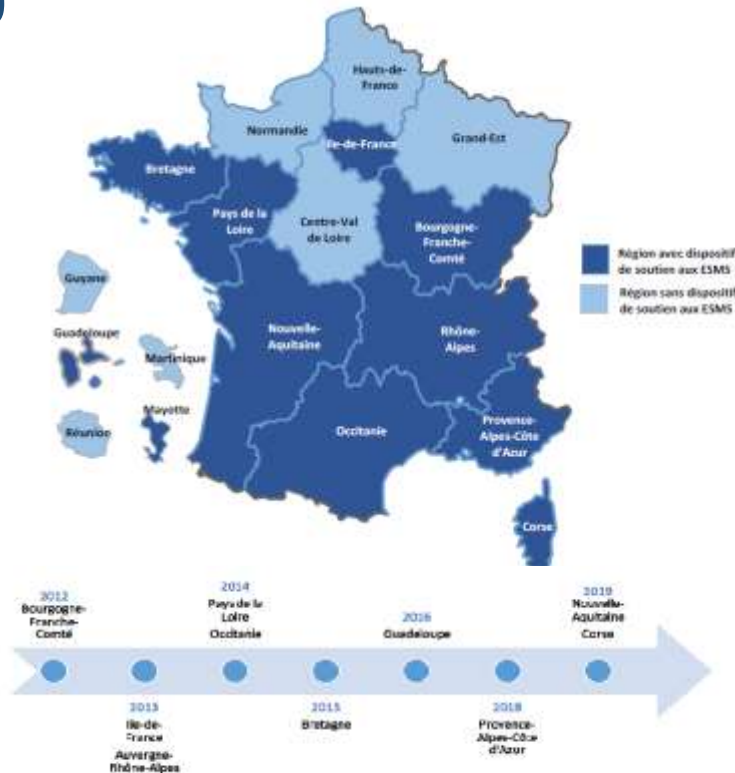 Hauts-de-
France
Normandie
Ile-de-France
Grand-Est
Bretagne
Pays de la
Loire
Centre-Val
de Loire
Bourgogne-
Franche-
Comté
Région avec dispositif
de soutien aux ESMS
Région sans dispositif
de soutien aux ESMS
Guyane
Guadeloupe
Martinique
Mayotte
Réunion
Nouvelle-
Aquitaine
Rhône-
Alpes
Occitanie
Provence-
Alpes-Côte
d'Azur
Corse
2012
Bourgogne-
Franche-
Comté
2013
Ile-de-
France
Auvergne-
Rhône-Alpes
2014
Pays de la
Loire
Occitanie
2015
Bretagne
2016
Guadeloupe
2018
Provence-
Alpes-Côte
d'Azur
2019
Nouvelle-
Aquitaine
Corse